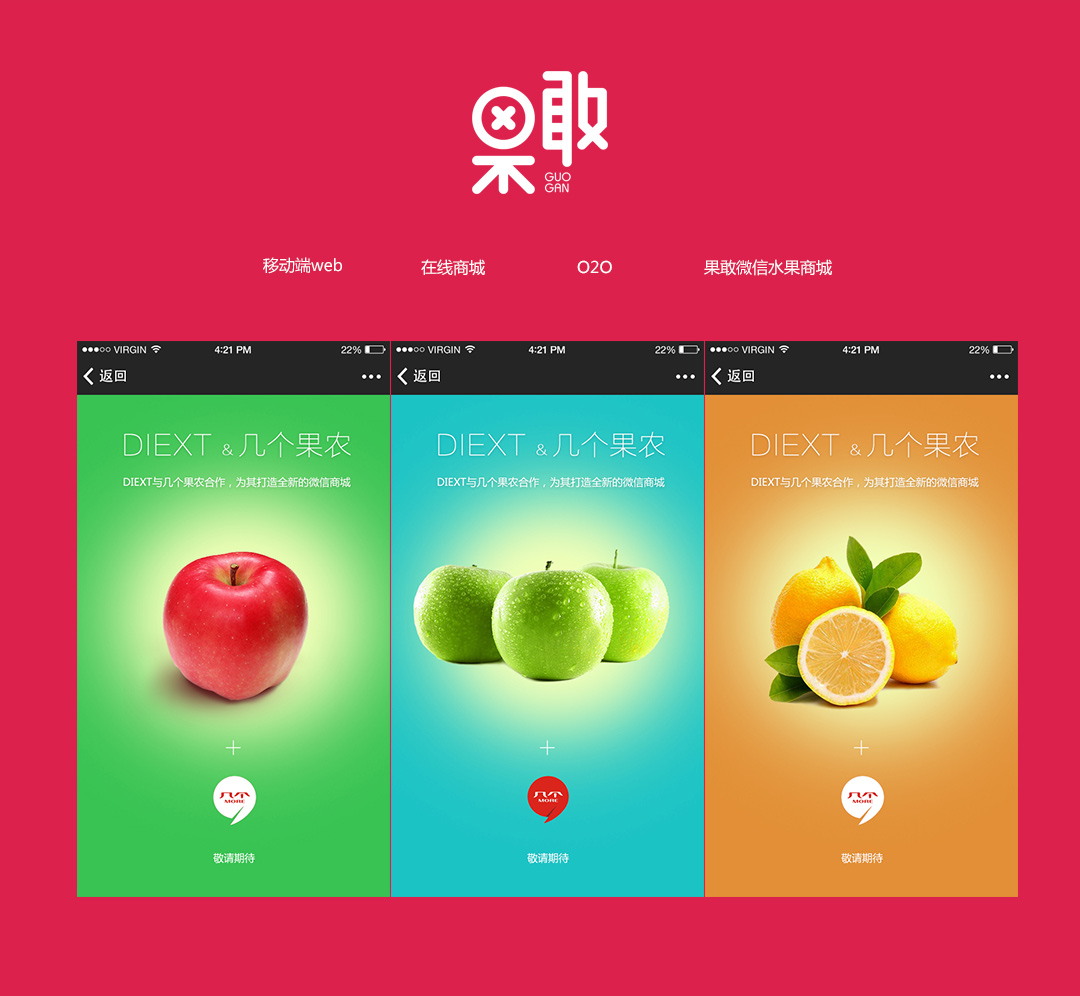 果敢
GUO
GAN
移动端web
在线商城
O2O
果敢微信水果商城
●●●○○ VIRGIN 4:21 PM 22%
返回
DIEXT & 几个果农
DIEXT与几个果农合作，为其打造全新的微信商城
+
几个
MORE
敬请期待
●●●○○ VIRGIN 4:21 PM 22%
返回
DIEXT & 几个果农
DIEXT与几个果农合作，为其打造全新的微信商城
+
几个
MORE
敬请期待
●●●○○ VIRGIN 4:21 PM 22%
返回
DIEXT & 几个果农
DIEXT与几个果农合作，为其打造全新的微信商城
+
几个
MORE
敬请期待